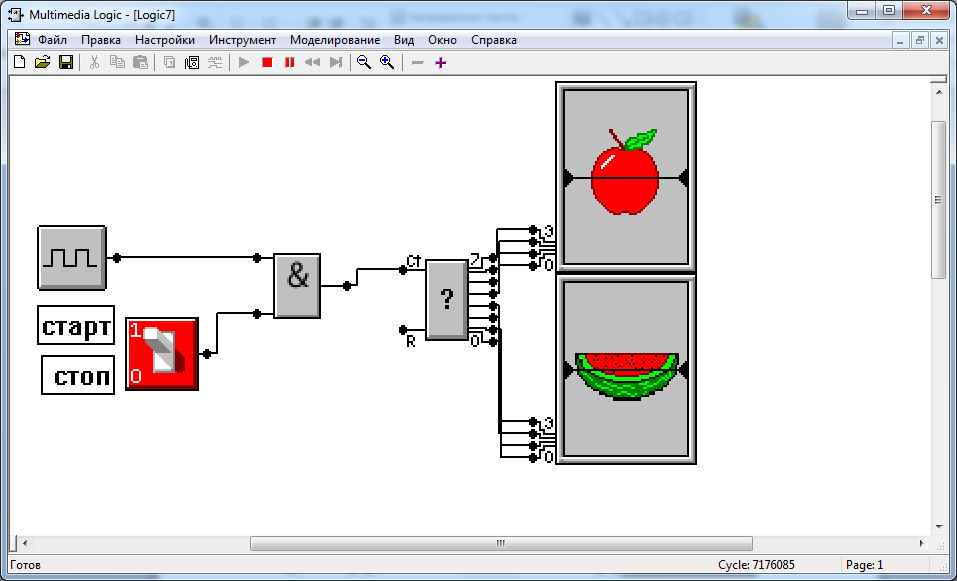 Multimedia Logic - [Logic7]
Файл Правка Настройки Инструмент Моделирование Вид Окно Справка
3
0
&
Ct 7
?
R 0
старт
стоп
1
0
3
0
Готов Cycle: 7176085 Page: 1